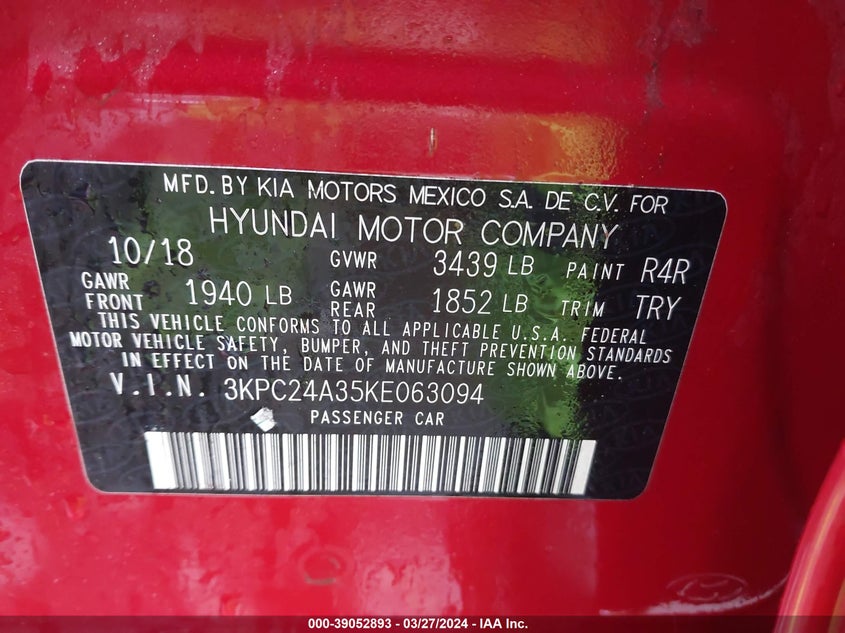 MFD. BY KIA MOTORS MEXICO S.A. DE C.V. FOR
HYUNDAI MOTOR COMPANY
10/18 GVWR 3439 LB PAINT R4R
GAWR FRONT 1940 LB GAWR REAR 1852 LB TRIM TRY
THIS VEHICLE CONFORMS TO ALL APPLICABLE U.S.A. FEDERAL
MOTOR VEHICLE SAFETY, BUMPER, AND THEFT PREVENTION STANDARDS
IN EFFECT ON THE DATE OF MANUFACTURE SHOWN ABOVE.
V.I.N. 3KPC24A35KE063094
PASSENGER CAR
000-39052893 - 03/27/2024 - IAA Inc.